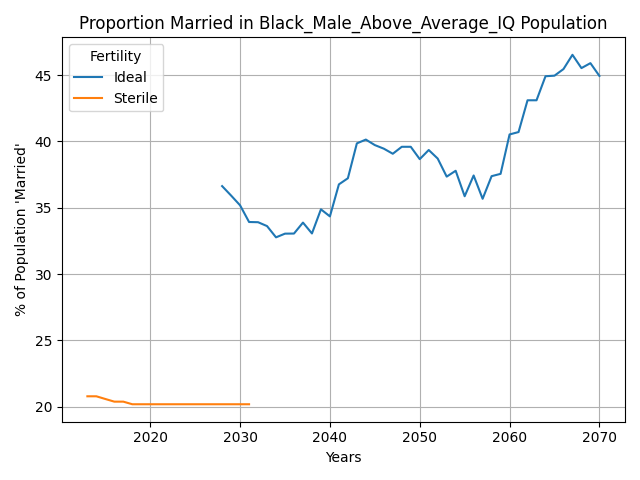 Proportion Married in Black_Male_Above_Average_IQ Population
Fertility
Ideal
Sterile
% of Population 'Married'
45
40
35
30
25
20
2020 2030 2040 2050 2060 2070
Years